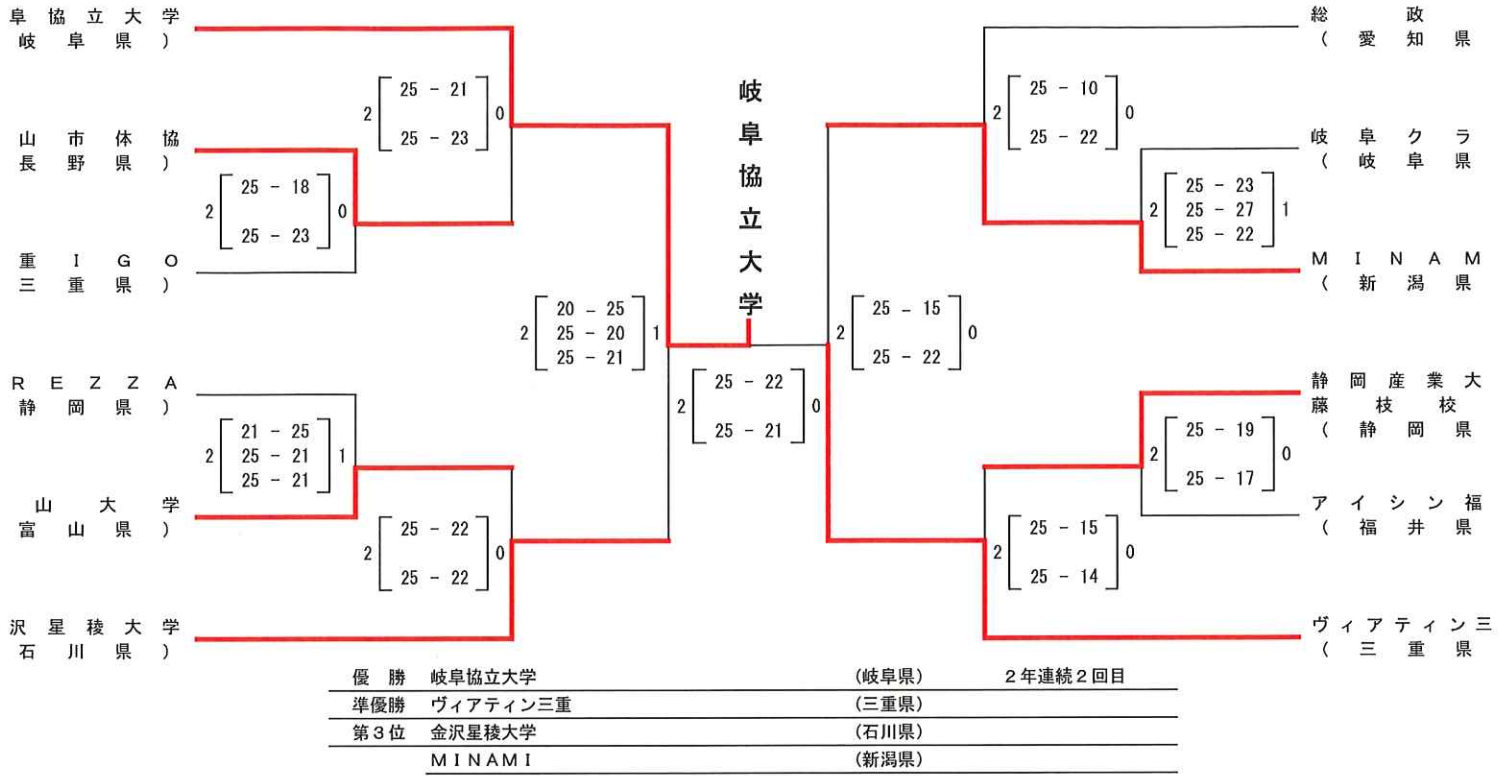 阜協立大学
岐阜県）
2 25 - 21 0
25 - 23
山市体協
長野県）
2 25 - 18 0
25 - 23
重ＩＧＯ
三重県）
2 20 - 25 1
25 - 20
25 - 21
ＲＥＺＺＡ
静岡県）
2 21 - 25 1
25 - 21
25 - 21
山大学
富山県）
2 25 - 22 0
25 - 22
沢星稜大学
石川県）
岐阜協立大学
2 25 - 22 0
25 - 21
総政
（愛知県
2 25 - 10 0
25 - 22
岐阜クラ
（岐阜県
2 25 - 23 1
25 - 27
25 - 22
ＭＩＮＡＭ
（新潟県
2 25 - 15 0
25 - 22
静岡産業大
藤枝校
（静岡県
2 25 - 19 0
25 - 17
アイシン福
（福井県
2 25 - 15 0
25 - 14
ヴィアティン三
（三重県
優勝 岐阜協立大学 (岐阜県) ２年連続２回目
準優勝 ヴィアティン三重 (三重県)
第３位 金沢星稜大学 (石川県)
ＭＩＮＡＭＩ (新潟県)